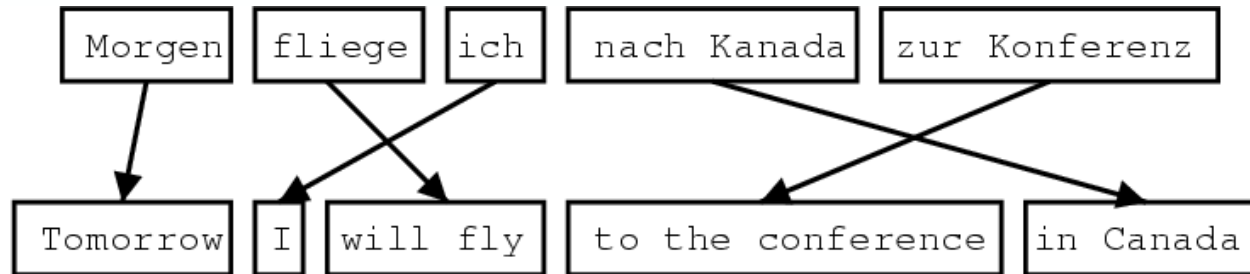 Morgen fliege ich nach Kanada zur Konferenz
Tomorrow I will fly to the conference in Canada